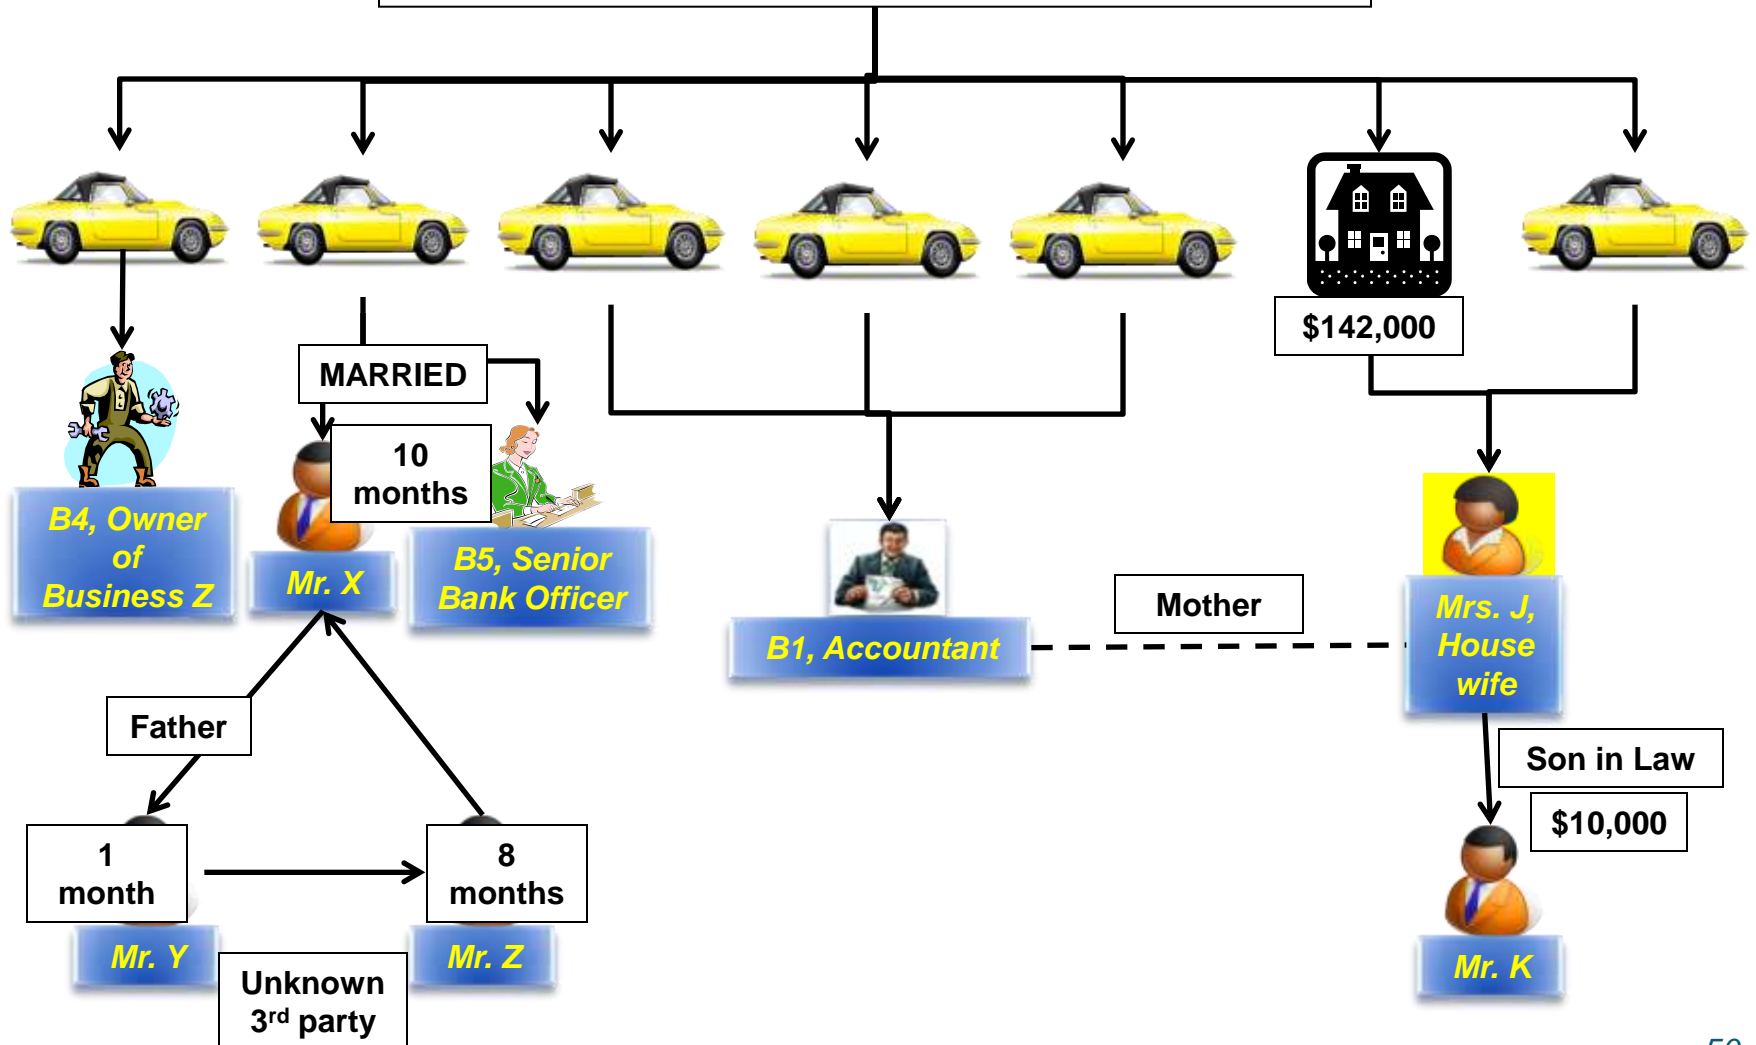 $142,000
MARRIED
10
months
B4, Owner
of
Business Z
Mr. X
B5, Senior
Bank Officer
B1, Accountant
Mother
Mrs. J,
House
wife
Father
Son in Law
$10,000
1
month
8
months
Mr. Y
Mr. Z
Unknown
3rd party
Mr. K